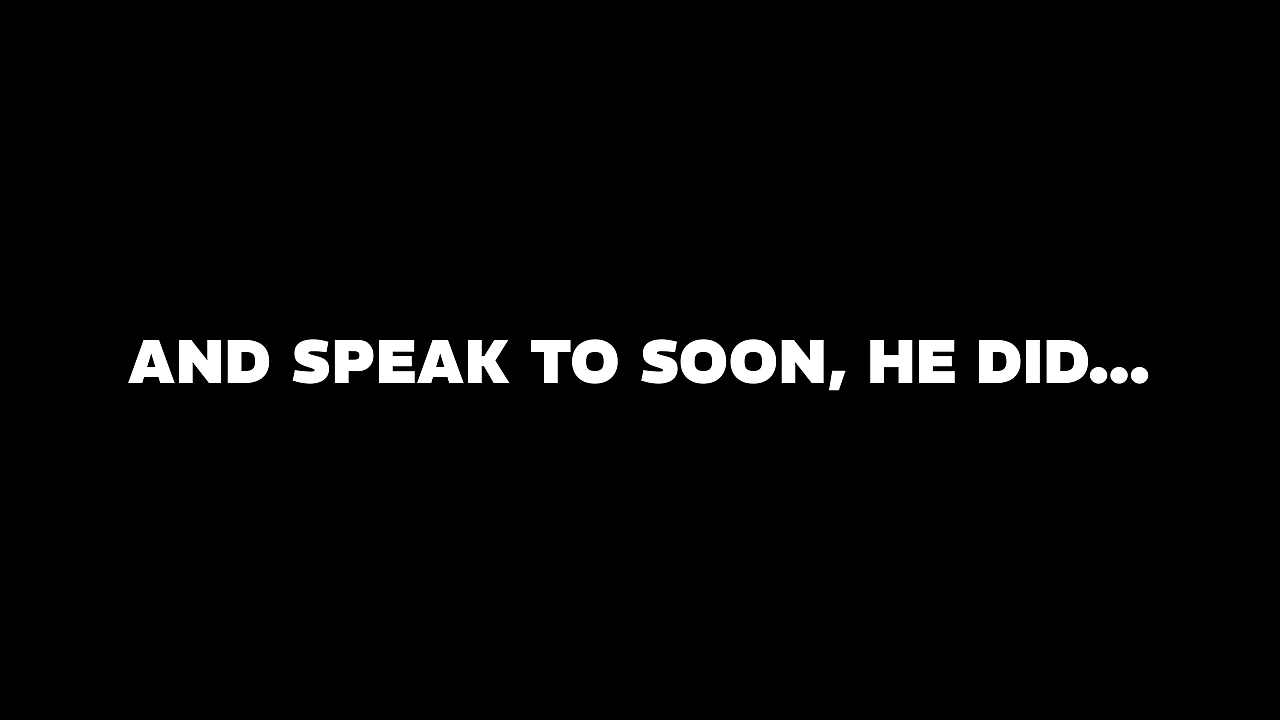 AND SPEAK TO SOON, HE DID...